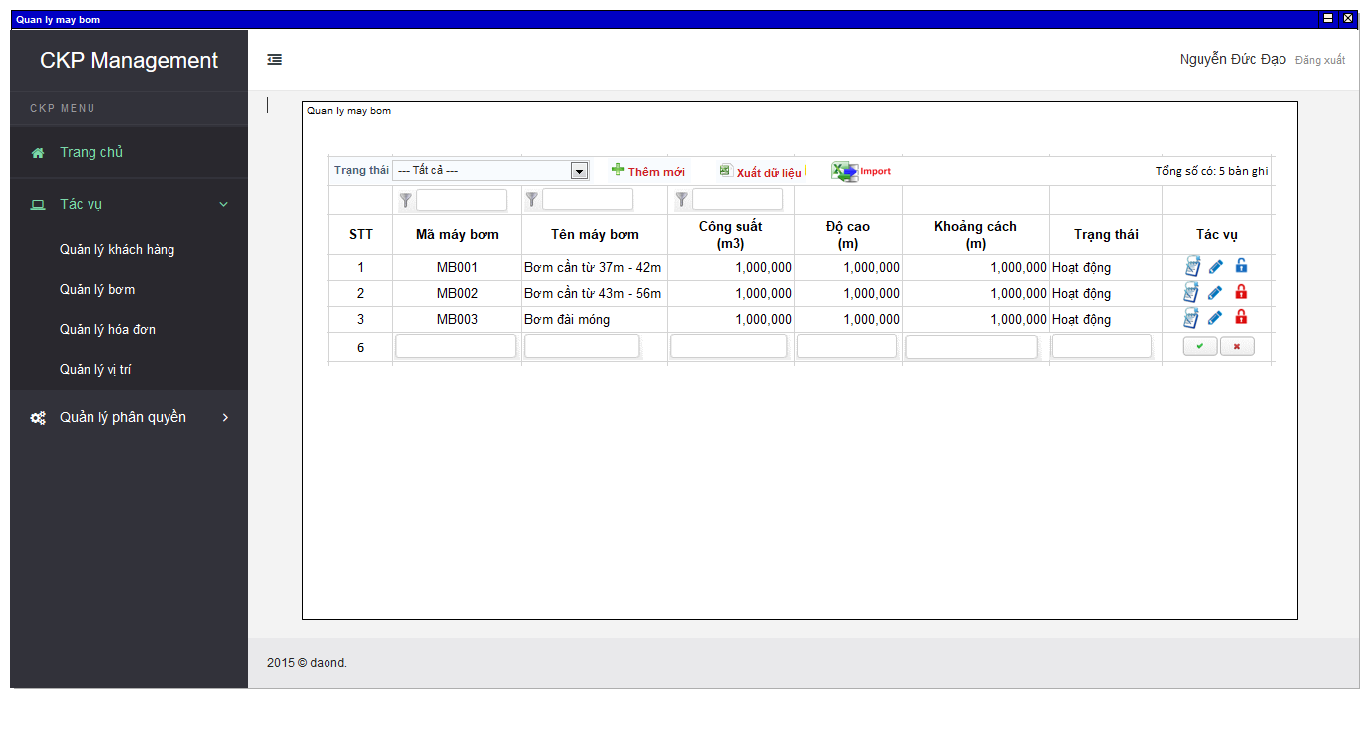 Quan ly may bom
CKP Management
Nguyễn Đức Đạo Đăng xuất
CKP MENU
Trang chủ
Tác vụ
Quản lý khách hàng
Quản lý bơm
Quản lý hóa đơn
Quản lý vị trí
Quản lý phân quyền
Quan ly may bom
Trạng thái --- Tất cả --- Thêm mới Xuất dữ liệu Import Tổng số có: 5 bản ghi
STT Mã máy bơm Tên máy bơm Công suất (m3) Độ cao (m) Khoảng cách (m) Trạng thái Tác vụ
1 MB001 Bơm cần từ 37m - 42m 1,000,000 1,000,000 1,000,000 Hoạt động
2 MB002 Bơm cần từ 43m - 56m 1,000,000 1,000,000 1,000,000 Hoạt động
3 MB003 Bơm đài móng 1,000,000 1,000,000 1,000,000 Hoạt động
6
2015 © daond.